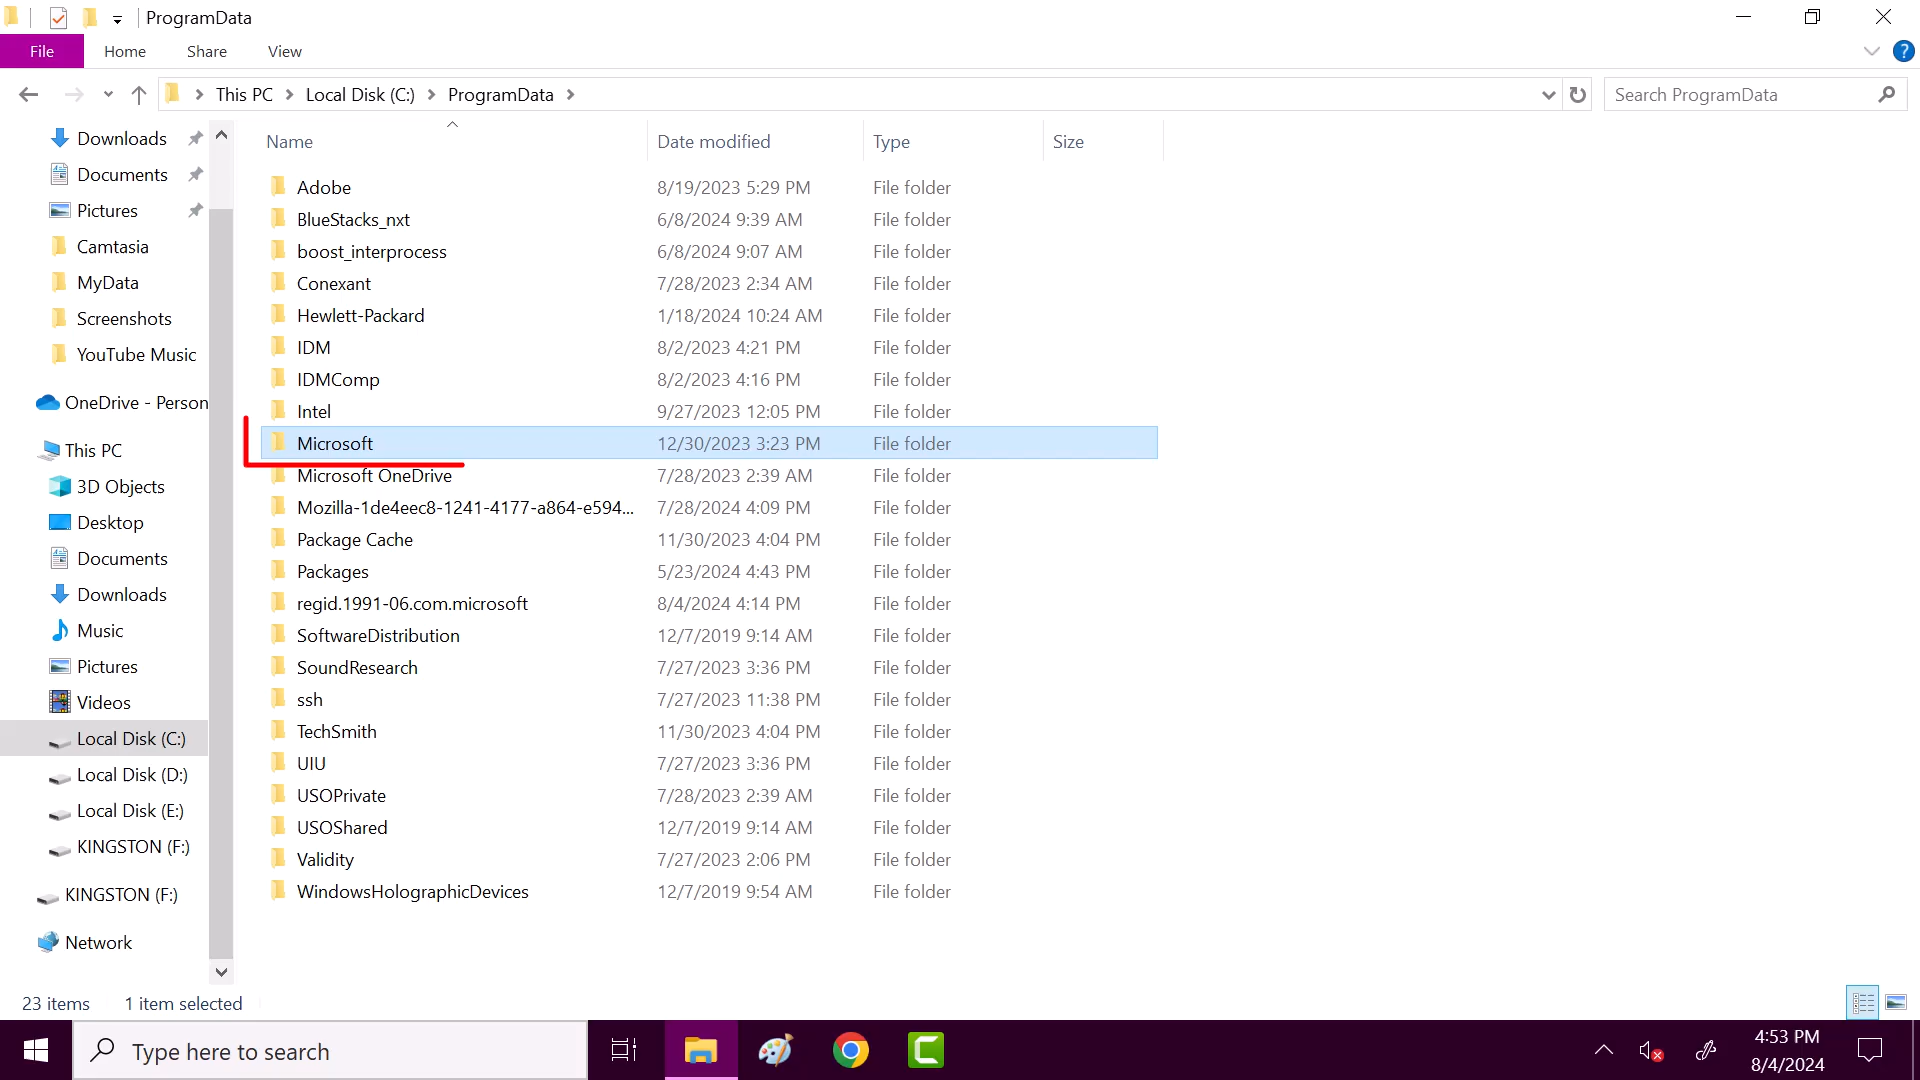 ProgramData
File Home Share View
This PC Local Disk (C:) ProgramData Search ProgramData
Downloads
Documents
Pictures
Camtasia
MyData
Screenshots
YouTube Music
OneDrive - Person
This PC
3D Objects
Desktop
Documents
Downloads
Music
Pictures
Videos
Local Disk (C:)
Local Disk (D:)
Local Disk (E:)
KINGSTON (F:)
KINGSTON (F:)
Network
Name Date modified Type Size
Adobe 8/19/2023 5:29 PM File folder
BlueStacks_nxt 6/8/2024 9:39 AM File folder
boost_interprocess 6/8/2024 9:07 AM File folder
Conexant 7/28/2023 2:34 AM File folder
Hewlett-Packard 1/18/2024 10:24 AM File folder
IDM 8/2/2023 4:21 PM File folder
IDMComp 8/2/2023 4:16 PM File folder
Intel 9/27/2023 12:05 PM File folder
Microsoft 12/30/2023 3:23 PM File folder
Microsoft OneDrive 7/28/2023 2:39 AM File folder
Mozilla-1de4eec8-1241-4177-a864-e594... 7/28/2024 4:09 PM File folder
Package Cache 11/30/2023 4:04 PM File folder
Packages 5/23/2024 4:43 PM File folder
regid.1991-06.com.microsoft 8/4/2024 4:14 PM File folder
SoftwareDistribution 12/7/2019 9:14 AM File folder
SoundResearch 7/27/2023 3:36 PM File folder
ssh 7/27/2023 11:38 PM File folder
TechSmith 11/30/2023 4:04 PM File folder
UIU 7/27/2023 3:36 PM File folder
USOPrivate 7/28/2023 2:39 AM File folder
USOShared 12/7/2019 9:14 AM File folder
Validity 7/27/2023 2:06 PM File folder
WindowsHolographicDevices 12/7/2019 9:54 AM File folder
23 items 1 item selected
Type here to search
4:53 PM
8/4/2024